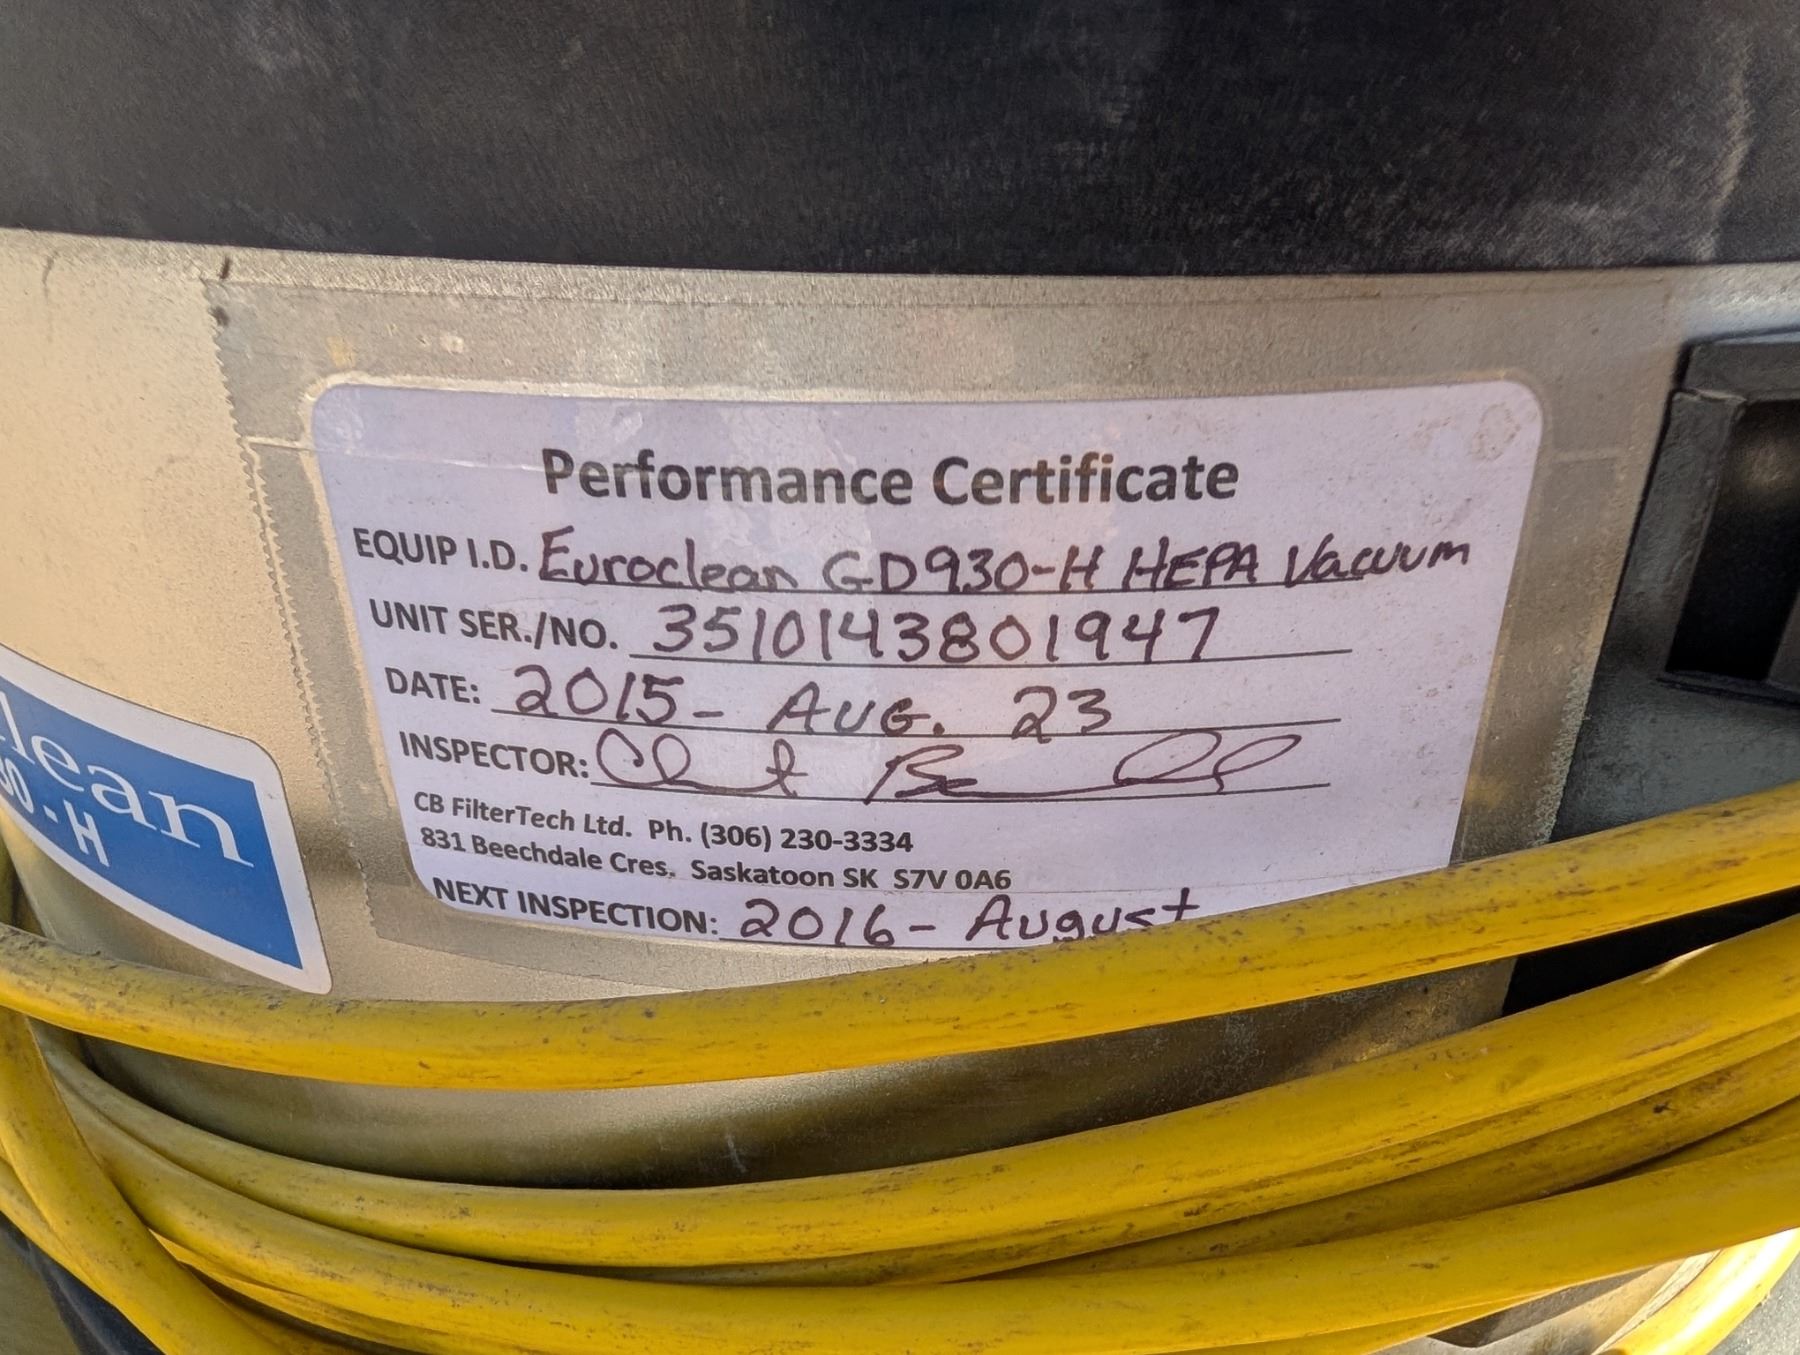 Performance Certificate
EQUIP I.D. Euroclean GD930-H HEPA Vacuum
UNIT SER./NO. 3510143801947
DATE: 2015- AUG. 23
INSPECTOR:
CB FilterTech Ltd. Ph. (306) 230-3334
831 Beechdale Cres. Saskatoon SK S7V 0A6
NEXT INSPECTION: 2016- August
lean
30-H